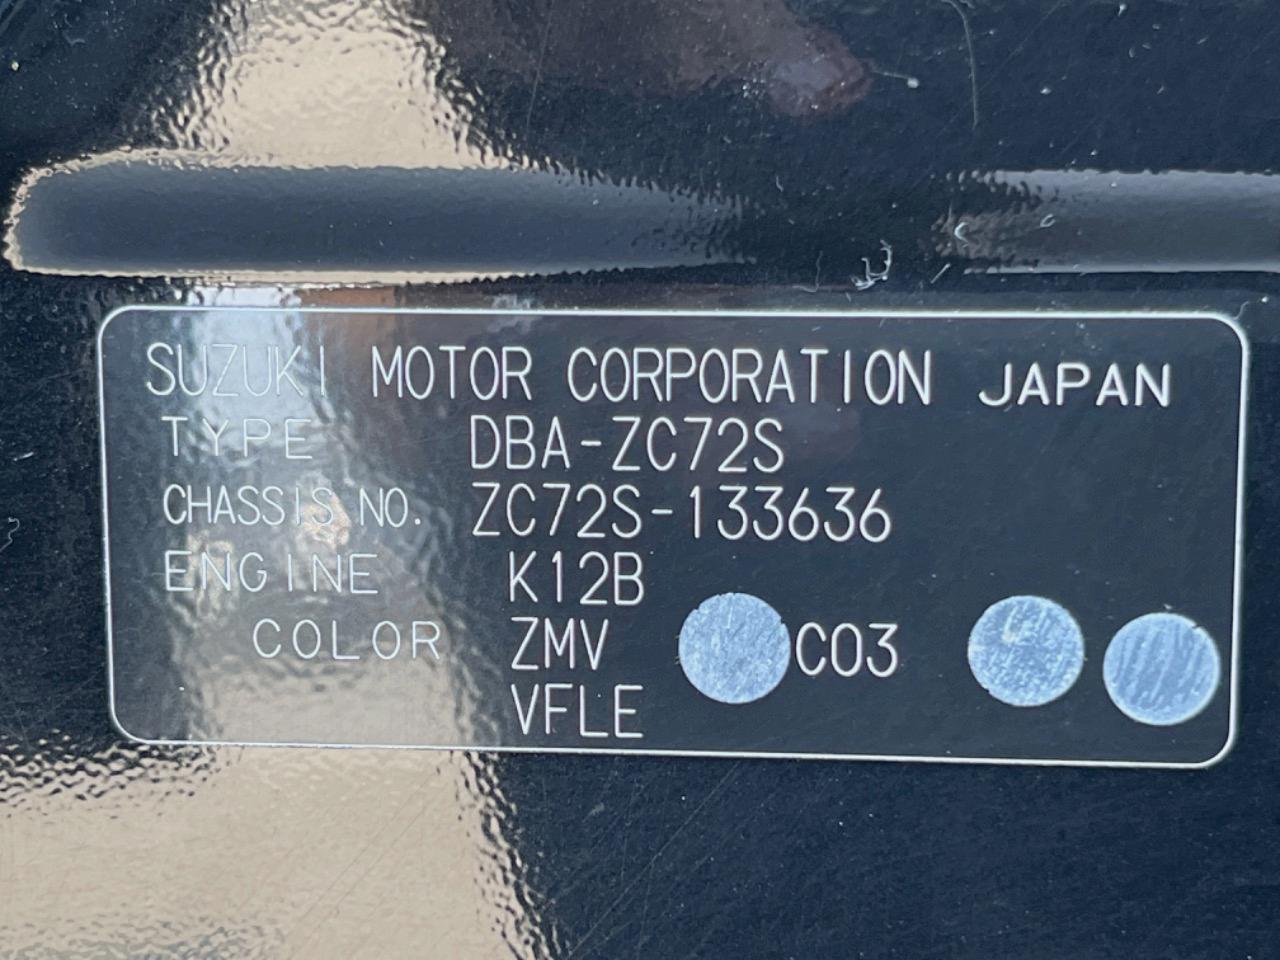 SUZUKI MOTOR CORPORATION JAPAN
TYPE DBA-ZC72S
CHASSIS NO. ZC72S-133636
ENGINE K12B
COLOR ZMV C03
VFLE